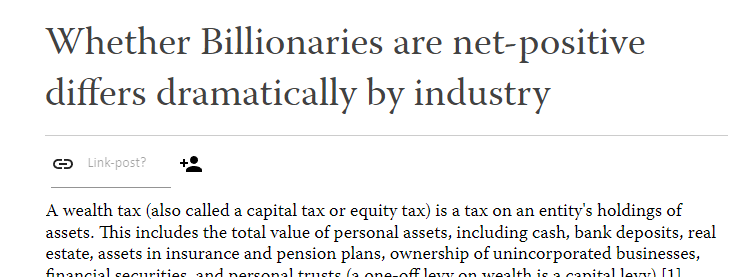 Whether Billionaries are net-positive
differs dramatically by industry
Link-post?
A wealth tax (also called a capital tax or equity tax) is a tax on an entity's holdings of
assets. This includes the total value of personal assets, including cash, bank deposits, real
estate, assets in insurance and pension plans, ownership of unincorporated businesses,
financial securities, and personal trusts (a one-off levy on wealth is a capital levy).[1]